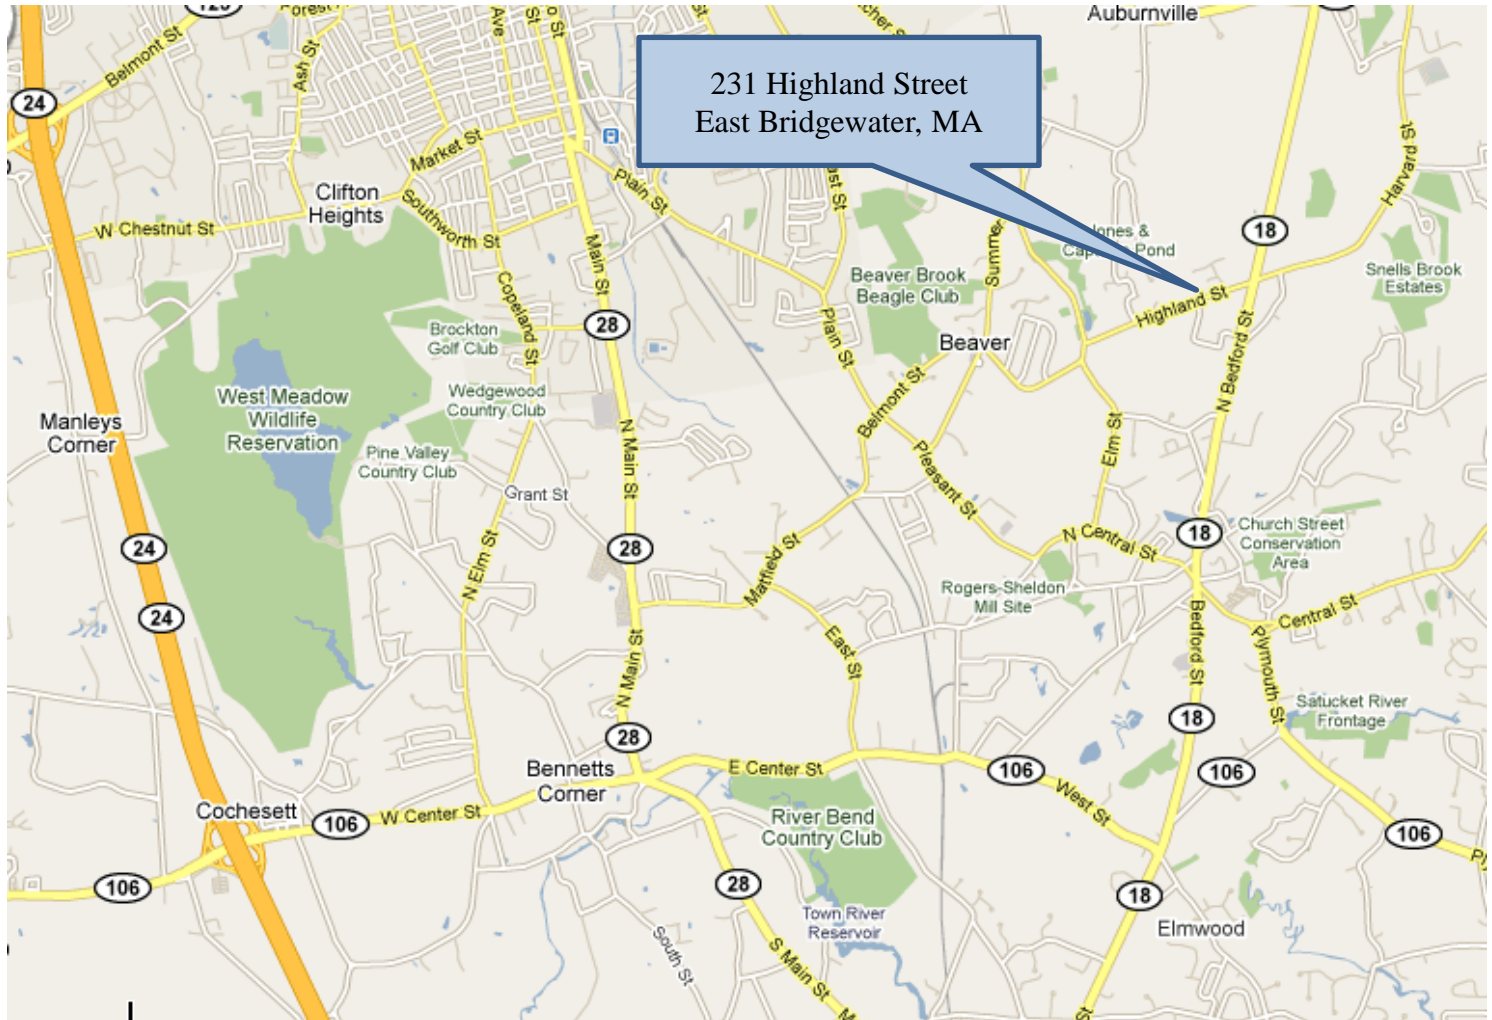 Auburnville
231 Highland Street
East Bridgewater, MA
Belmont St
Ash St
24
Market St
Plain St
Harvard St
Clifton
Heights
Southworth St
W Chestnut St
Main St
18
Jones &
Pond
Summer
Beaver Brook
Beagle Club
Snells Brook
Estates
Copeland St
Highland St
28
Brockton
Golf Club
Plain St
Beaver
N Bedford St
West Meadow
Wildlife
Reservation
Wedgewood
Country Club
Belmont St
Manleys
Corner
Pine Valley
Country Club
N Main St
Pleasant St
Elm St
Grant St
24
28
N Elm St
Matfield St
N Central St
18
Church Street
Conservation
Area
24
Rogers-Sheldon
Mill Site
Central St
East St
Bedford St
Plymouth St
N Main St
Satucket River
Frontage
18
28
Bennetts
Corner
E Center St
106
106
West St
Cochesett
106
W Center St
River Bend
Country Club
106
106
28
18
Town River
Reservoir
Elmwood
South St
S Main St